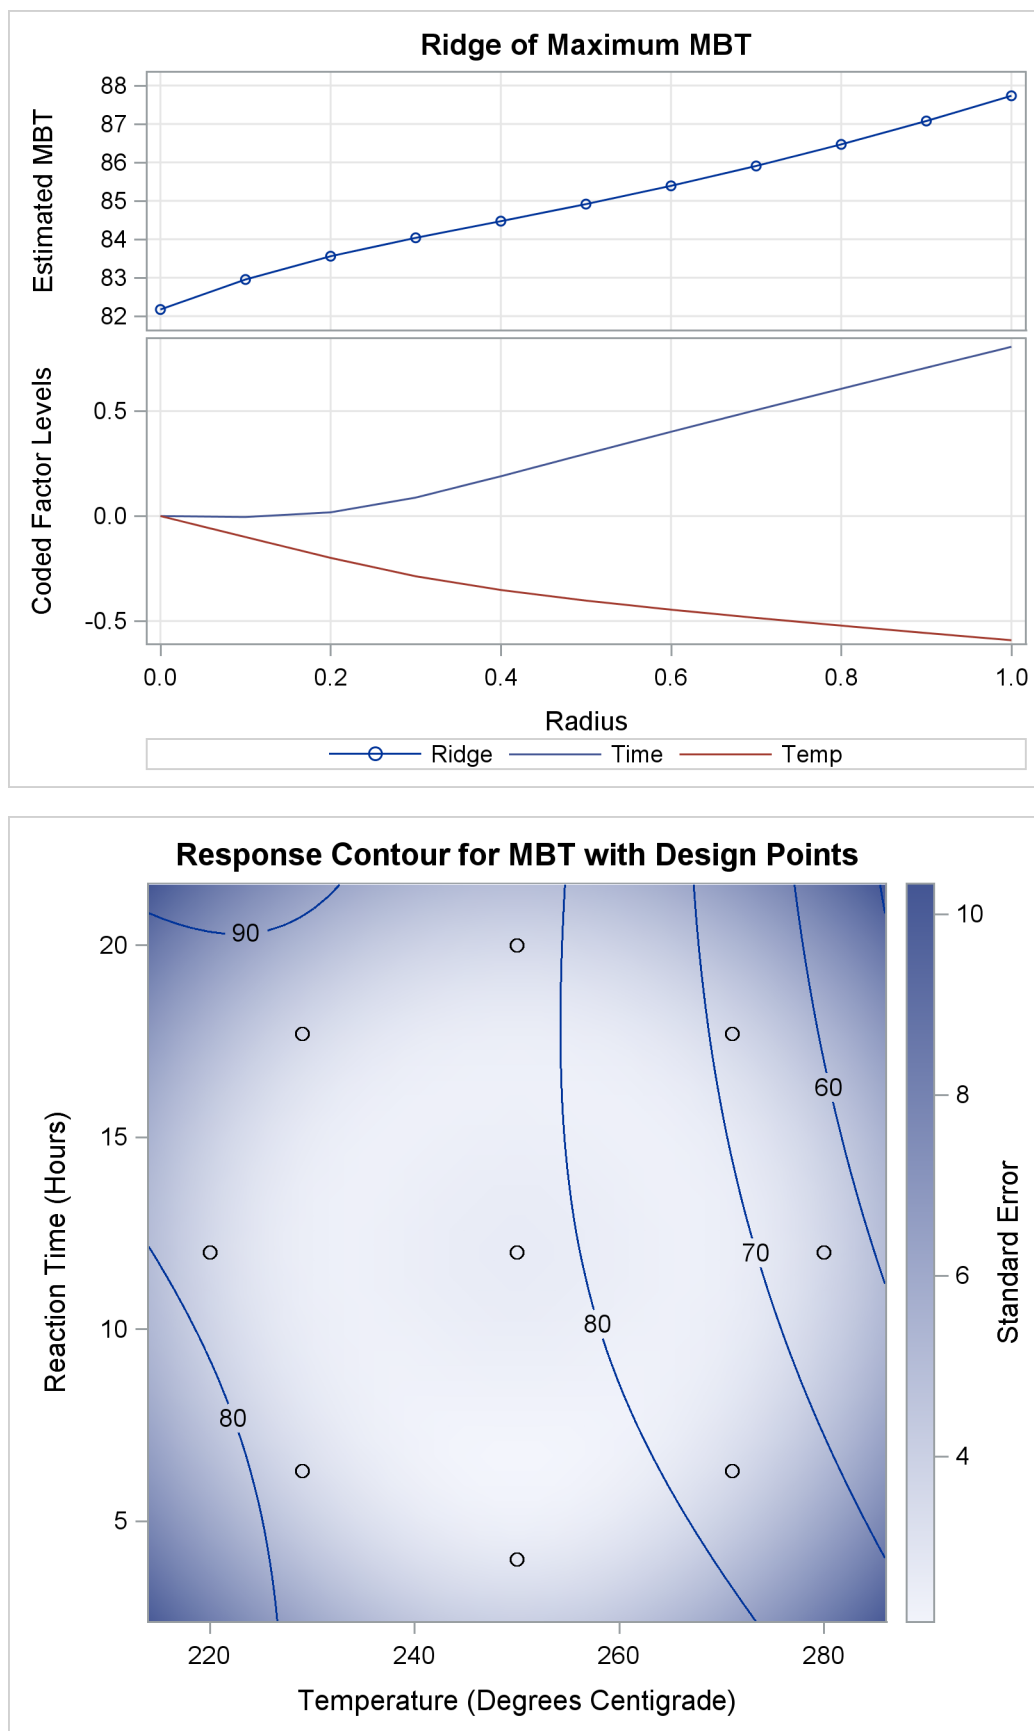 Ridge of Maximum MBT
Estimated MBT
88
87
86
85
84
83
82
Coded Factor Levels
0.5
0.0
-0.5
0.0 0.2 0.4 0.6 0.8 1.0
Radius
Ridge Time Temp
Response Contour for MBT with Design Points
Reaction Time (Hours)
20
15
10
5
90
60
70
80
80
10
8
6
4
Standard Error
220 240 260 280
Temperature (Degrees Centigrade)